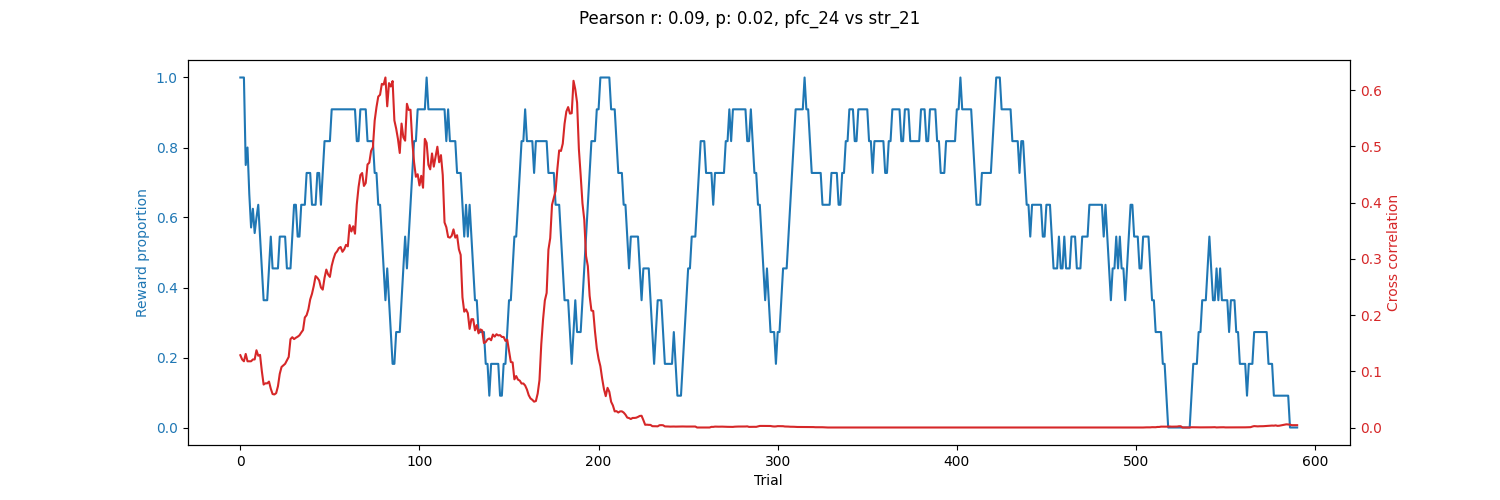 Pearson r: 0.09, p: 0.02, pfc_24 vs str_21
1.0
0.8
0.6
0.4
0.2
0.0
Reward proportion
0.6
0.5
0.4
0.3
0.2
0.1
0.0
Cross correlation
0 100 200 300 400 500 600
Trial